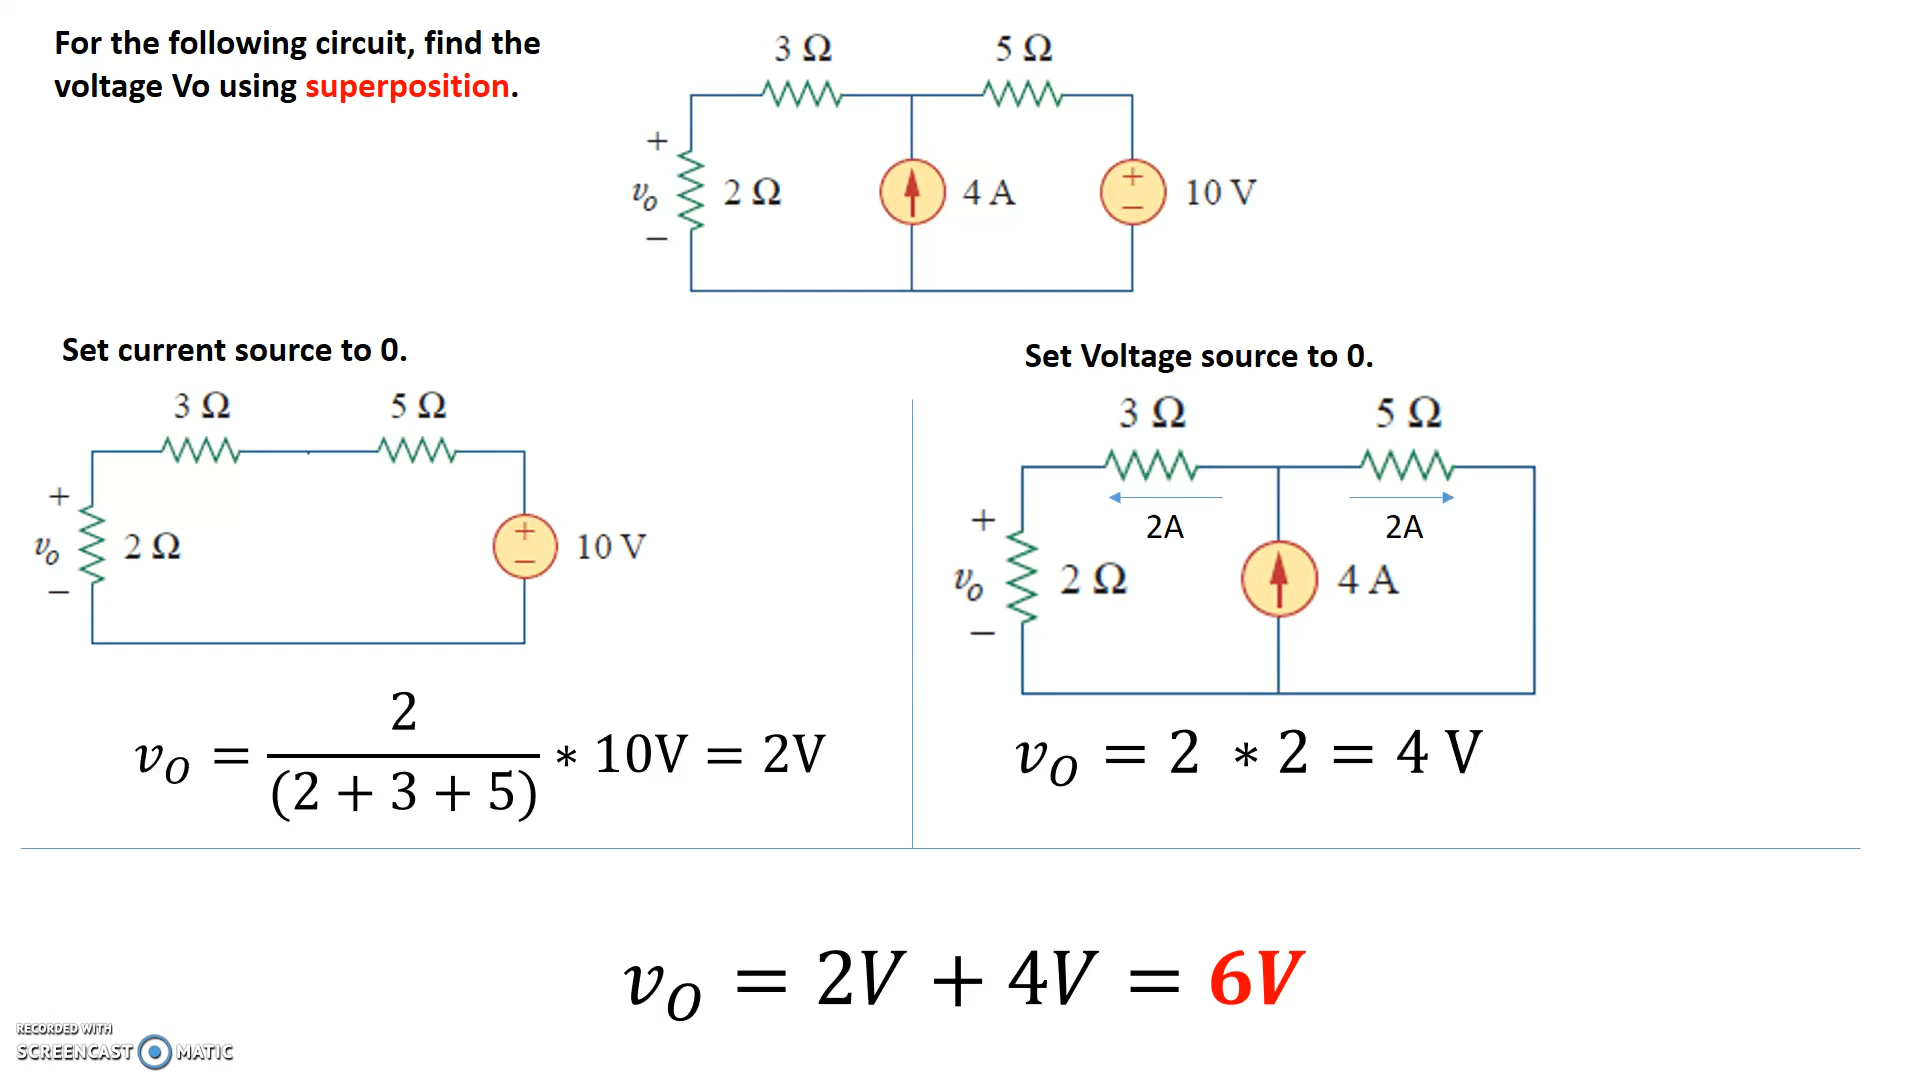 For the following circuit, find the
voltage Vo using superposition.
3 Ω
5 Ω
+
v_o
−
2 Ω
4 A
+
−
10 V
Set current source to 0.
3 Ω
5 Ω
+
v_o
−
2 Ω
+
−
10 V
v_O = 2/(2 + 3 + 5) * 10V = 2V
Set Voltage source to 0.
3 Ω
5 Ω
2A
2A
+
v_o
−
2 Ω
4 A
v_O = 2 * 2 = 4 V
v_O = 2V + 4V = 6V
RECORDED WITH
SCREENCAST MATIC